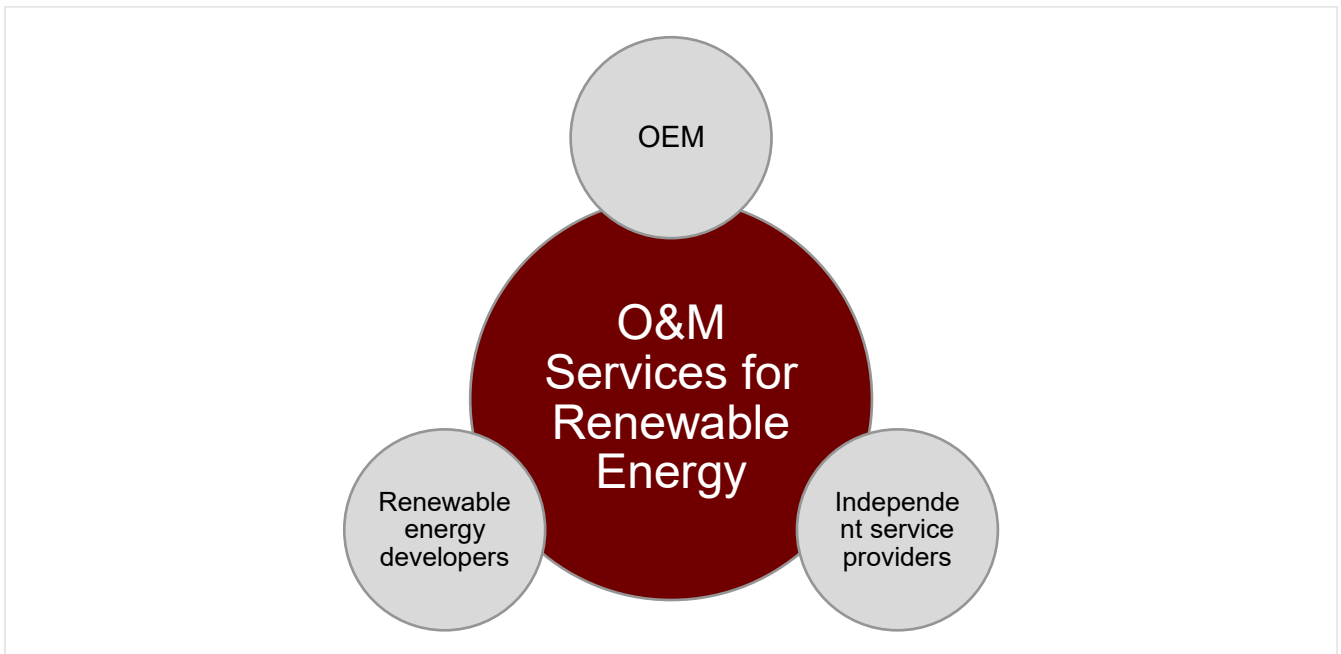 OEM
O&M
Services for
Renewable
Energy
Renewable
energy
developers
Independe
nt service
providers